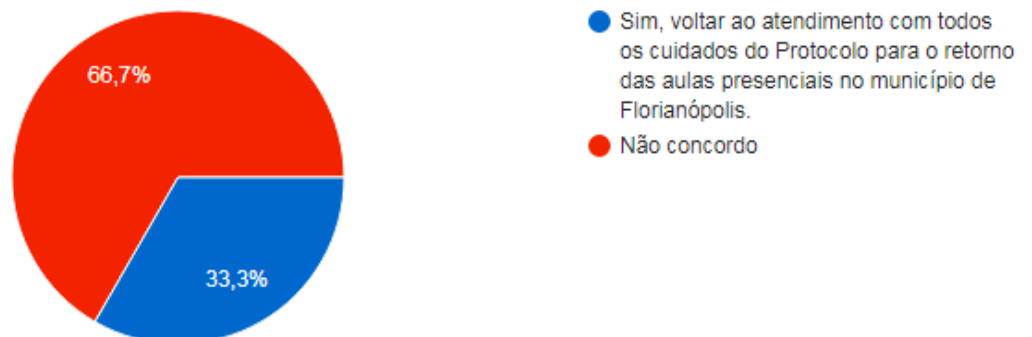 66,7%
33,3%
Sim, voltar ao atendimento com todos
os cuidados do Protocolo para o retorno
das aulas presenciais no município de
Florianópolis.
Não concordo